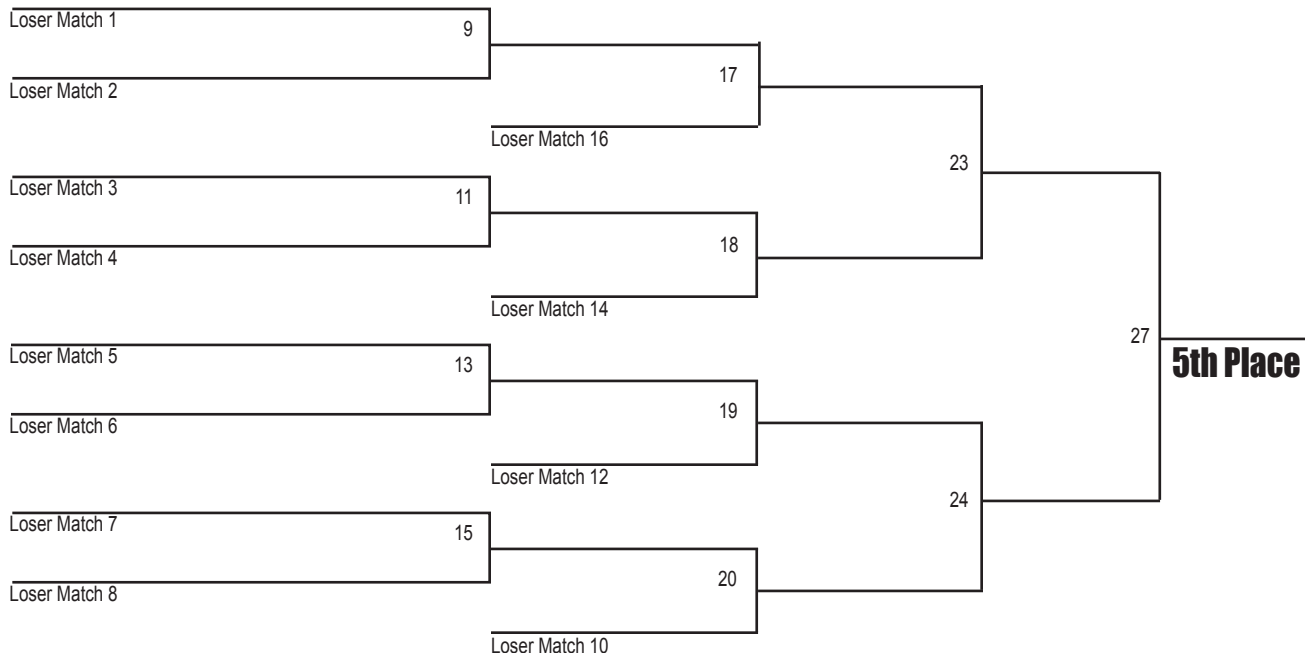 Loser Match 1
9
Loser Match 2
17
Loser Match 16
23
Loser Match 3
11
Loser Match 4
18
Loser Match 14
27
5th Place
Loser Match 5
13
Loser Match 6
19
Loser Match 12
24
Loser Match 7
15
Loser Match 8
20
Loser Match 10